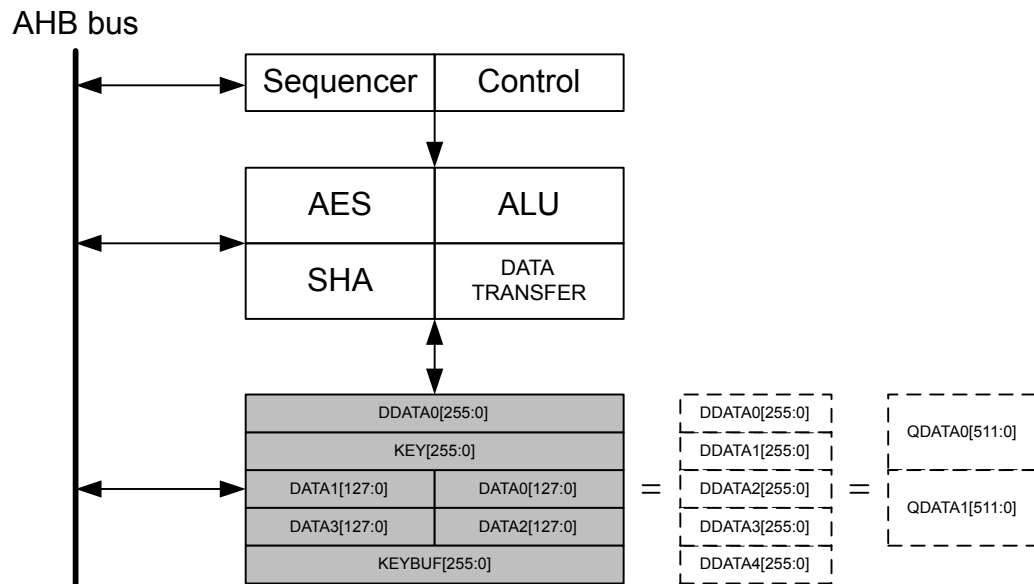 AHB bus
Sequencer Control
AES ALU
SHA DATA
TRANSFER
DDATA0[255:0]
KEY[255:0]
DATA1[127:0] DATA0[127:0]
DATA3[127:0] DATA2[127:0]
KEYBUF[255:0]
=
DDATA0[255:0]
DDATA1[255:0]
DDATA2[255:0]
DDATA3[255:0]
DDATA4[255:0]
=
QDATA0[511:0]
QDATA1[511:0]